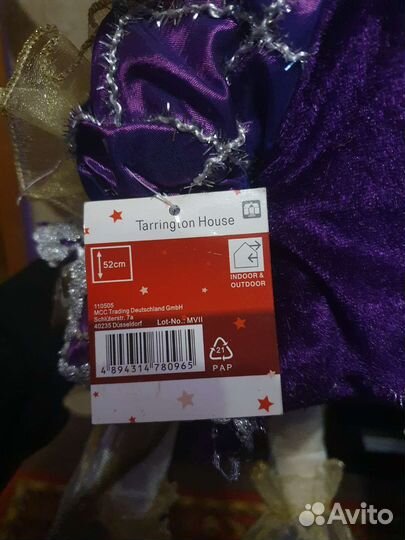 Tarrington House
52cm
INDOOR &
OUTDOOR
110505
MCC Trading Deutschland GmbH
Schlüterstr. 7a
40235 Düsseldorf
Lot-No.: MVII
4 894314 780965
21
PAP
Avito